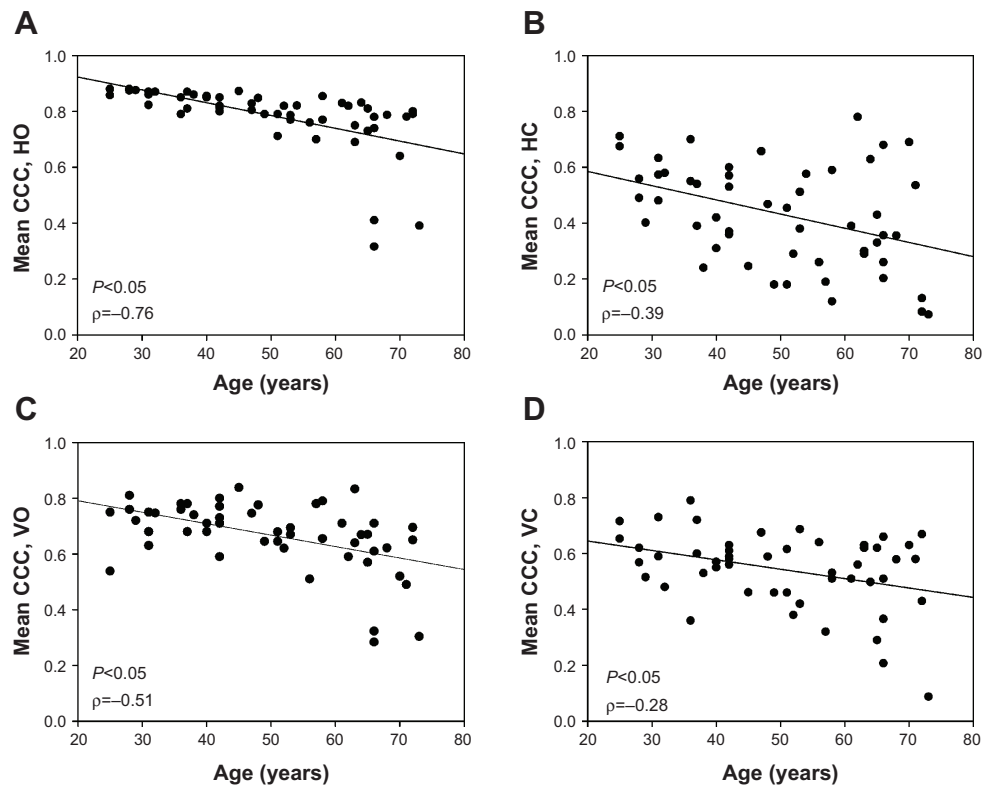 A
Mean CCC, HO
1.0
0.8
0.6
0.4
0.2
0.0
P<0.05
ρ=–0.76
20 30 40 50 60 70 80
Age (years)
B
Mean CCC, HC
1.0
0.8
0.6
0.4
0.2
0.0
P<0.05
ρ=–0.39
20 30 40 50 60 70 80
Age (years)
C
Mean CCC, VO
1.0
0.8
0.6
0.4
0.2
0.0
P<0.05
ρ=–0.51
20 30 40 50 60 70 80
Age (years)
D
Mean CCC, VC
1.0
0.8
0.6
0.4
0.2
0.0
P<0.05
ρ=–0.28
20 30 40 50 60 70 80
Age (years)